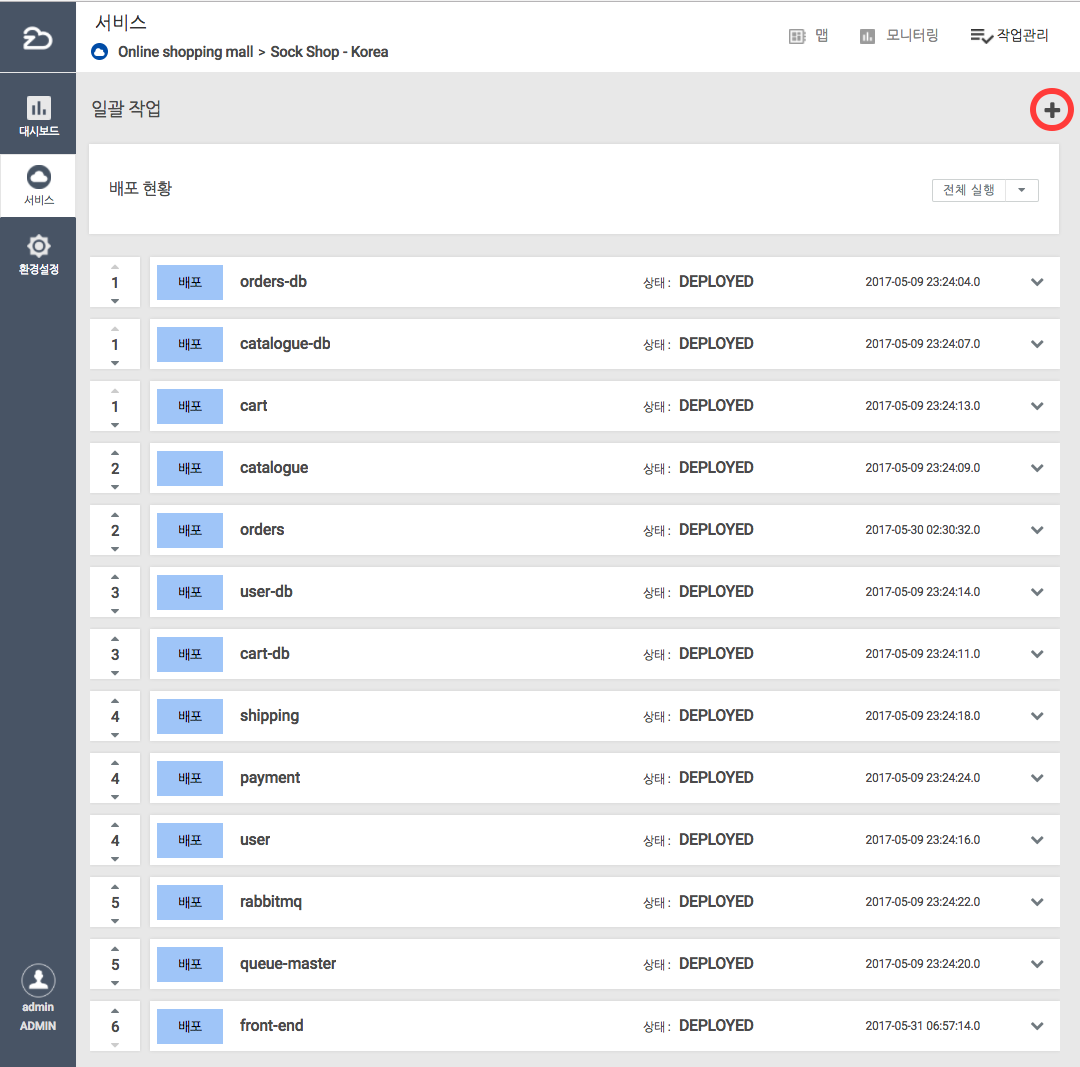 서비스
Online shopping mall > Sock Shop - Korea
맵
모니터링
작업관리
대시보드
서비스
환경설정
admin
ADMIN
일괄 작업
배포 현황
전체 실행
1 배포 orders-db 상태 : DEPLOYED 2017-05-09 23:24:04.0
1 배포 catalogue-db 상태 : DEPLOYED 2017-05-09 23:24:07.0
1 배포 cart 상태 : DEPLOYED 2017-05-09 23:24:13.0
2 배포 catalogue 상태 : DEPLOYED 2017-05-09 23:24:09.0
2 배포 orders 상태 : DEPLOYED 2017-05-30 02:30:32.0
3 배포 user-db 상태 : DEPLOYED 2017-05-09 23:24:14.0
3 배포 cart-db 상태 : DEPLOYED 2017-05-09 23:24:11.0
4 배포 shipping 상태 : DEPLOYED 2017-05-09 23:24:18.0
4 배포 payment 상태 : DEPLOYED 2017-05-09 23:24:24.0
4 배포 user 상태 : DEPLOYED 2017-05-09 23:24:16.0
5 배포 rabbitmq 상태 : DEPLOYED 2017-05-09 23:24:22.0
5 배포 queue-master 상태 : DEPLOYED 2017-05-09 23:24:20.0
6 배포 front-end 상태 : DEPLOYED 2017-05-31 06:57:14.0